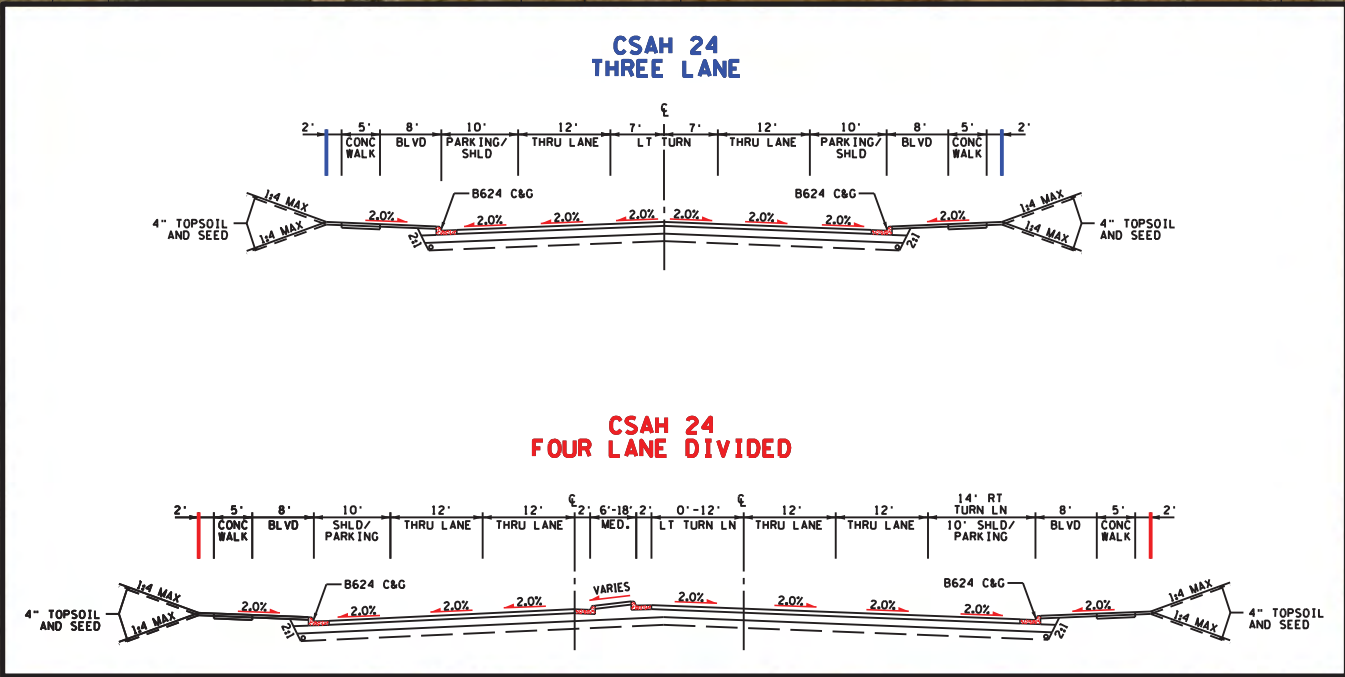 CSAH 24
THREE LANE
℄
2' 5' 8' 10' 12' 7' 7' 12' 10' 8' 5' 2'
CONC BLVD PARKING/ THRU LANE LT TURN THRU LANE PARKING/ BLVD CONC
WALK SHLD SHLD WALK
B624 C&G B624 C&G
1:4 MAX 1:4 MAX
4" TOPSOIL 2.0% 2.0% 2.0% 2.0% 2.0% 2.0% 2.0% 2.0% 4" TOPSOIL
AND SEED AND SEED
1:4 MAX 2:1 2:1 1:4 MAX
CSAH 24
FOUR LANE DIVIDED
14' RT
℄ ℄ TURN LN
2' 5' 8' 10' 12' 12' 2' 6'-18' 2' 0'-12' 12' 12' 10' SHLD/ 8' 5' 2'
CONC BLVD SHLD/ THRU LANE THRU LANE MED. LT TURN LN THRU LANE THRU LANE PARKING BLVD CONC
WALK PARKING WALK
B624 C&G VARIES B624 C&G
1:4 MAX 1:4 MAX
4" TOPSOIL 2.0% 2.0% 2.0% 2.0% 2.0% 2.0% 2.0% 2.0% 4" TOPSOIL
AND SEED AND SEED
1:4 MAX 2:1 2:1 1:4 MAX